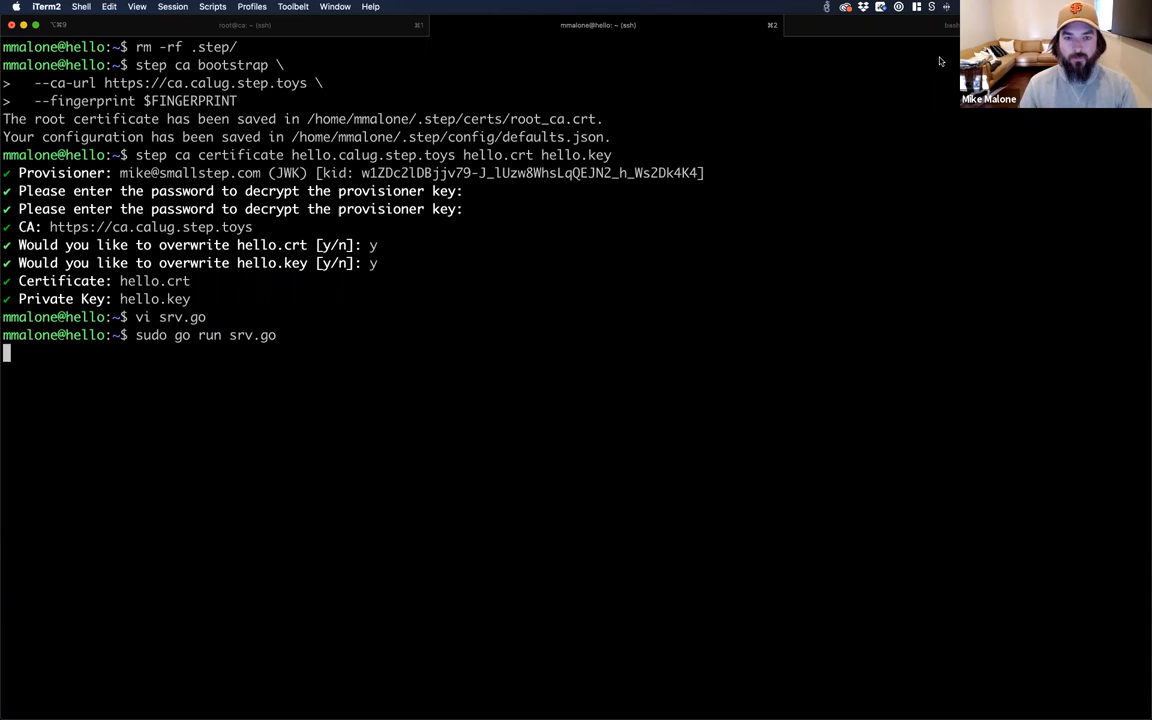 iTerm2 Shell Edit View Session Scripts Profiles Toolbelt Window Help
⌥⌘9 root@ca: ~ (ssh) ⌘1 mmalone@hello: ~ (ssh) ⌘2 bash
mmalone@hello:~$ rm -rf .step/
mmalone@hello:~$ step ca bootstrap \
> --ca-url https://ca.calug.step.toys \
> --fingerprint $FINGERPRINT
The root certificate has been saved in /home/mmalone/.step/certs/root_ca.crt.
Your configuration has been saved in /home/mmalone/.step/config/defaults.json.
mmalone@hello:~$ step ca certificate hello.calug.step.toys hello.crt hello.key
✔ Provisioner: mike@smallstep.com (JWK) [kid: w1ZDc2lDBjjv79-J_lUzw8WhsLqQEJN2_h_Ws2Dk4K4]
✔ Please enter the password to decrypt the provisioner key:
✔ Please enter the password to decrypt the provisioner key:
✔ CA: https://ca.calug.step.toys
✔ Would you like to overwrite hello.crt [y/n]: y
✔ Would you like to overwrite hello.key [y/n]: y
✔ Certificate: hello.crt
✔ Private Key: hello.key
mmalone@hello:~$ vi srv.go
mmalone@hello:~$ sudo go run srv.go
Mike Malone